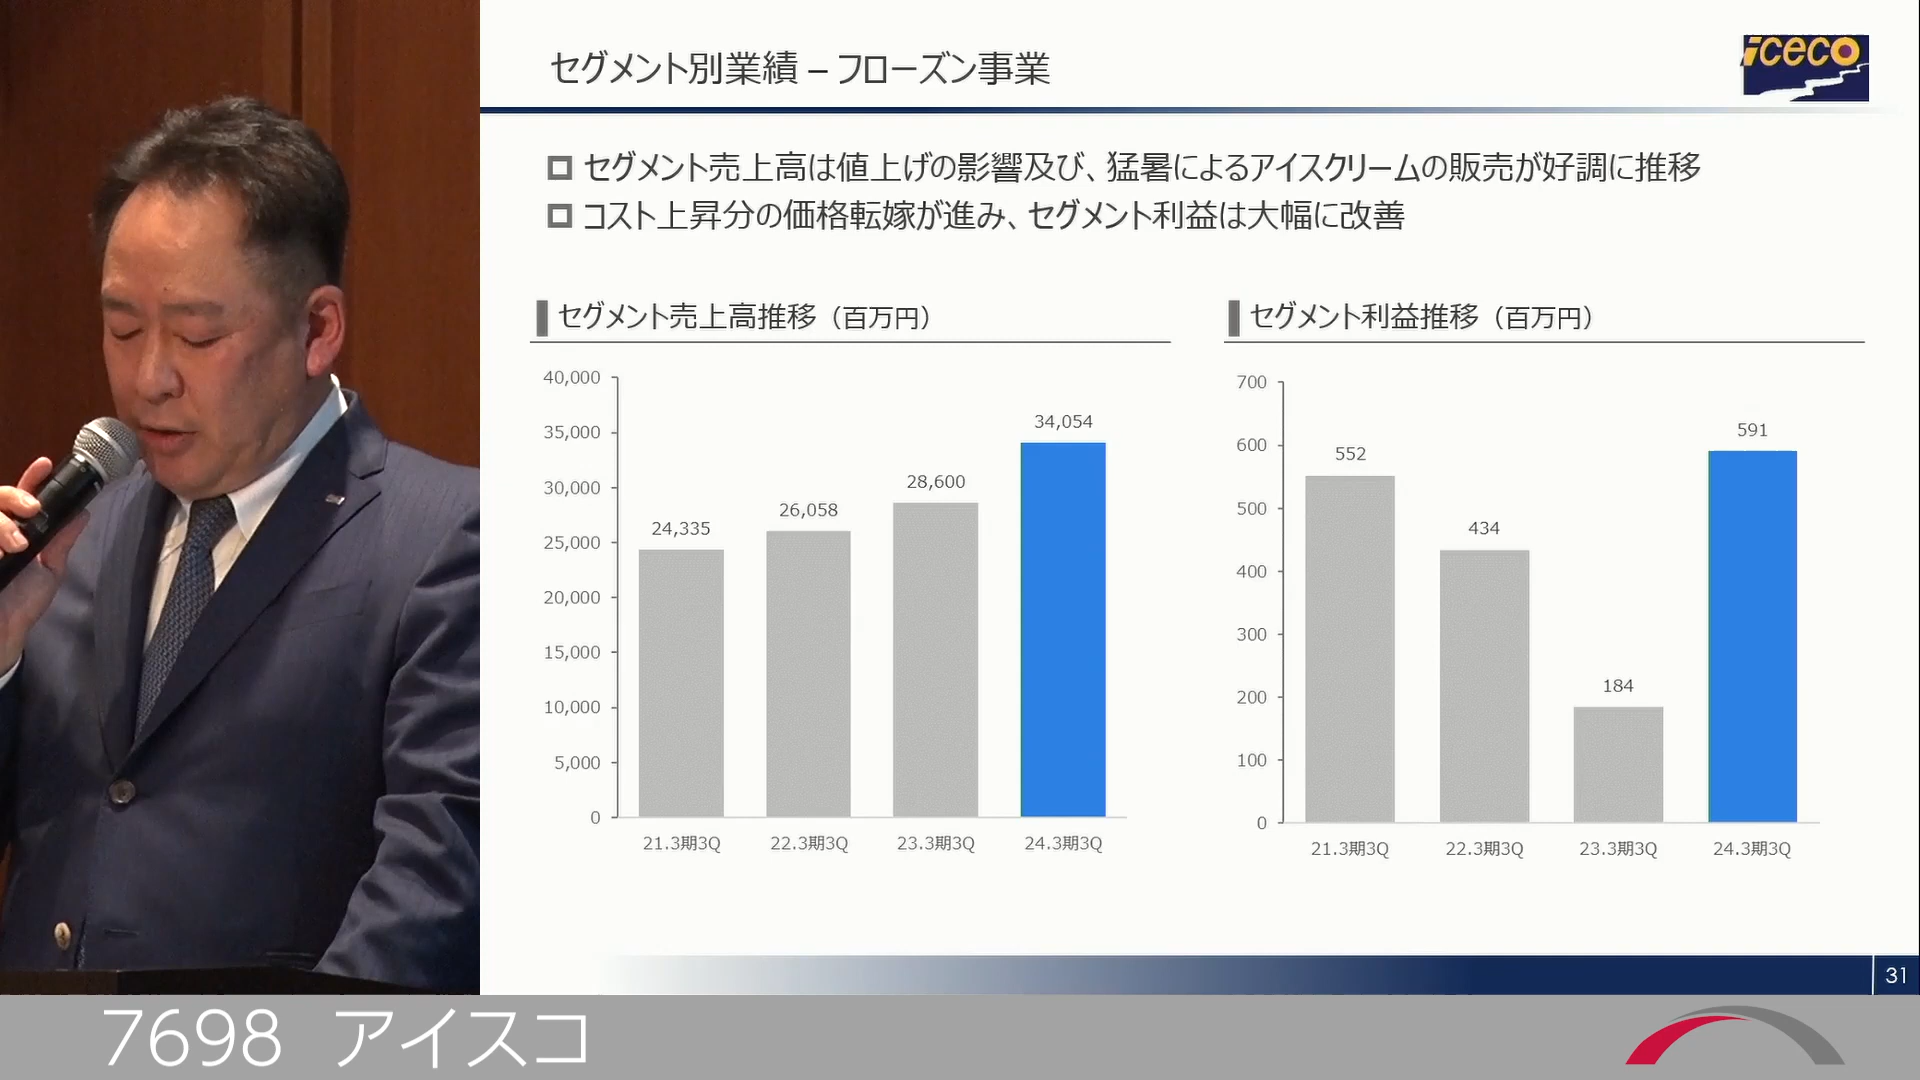 セグメント別業績 – フローズン事業
iceco
セグメント売上高は値上げの影響及び、猛暑によるアイスクリームの販売が好調に推移
コスト上昇分の価格転嫁が進み、セグメント利益は大幅に改善
セグメント売上高推移（百万円）
40,000
35,000
30,000
25,000
20,000
15,000
10,000
5,000
0
24,335
26,058
28,600
34,054
21.3期3Q
22.3期3Q
23.3期3Q
24.3期3Q
セグメント利益推移（百万円）
700
600
500
400
300
200
100
0
552
434
184
591
21.3期3Q
22.3期3Q
23.3期3Q
24.3期3Q
31
7698 アイスコ